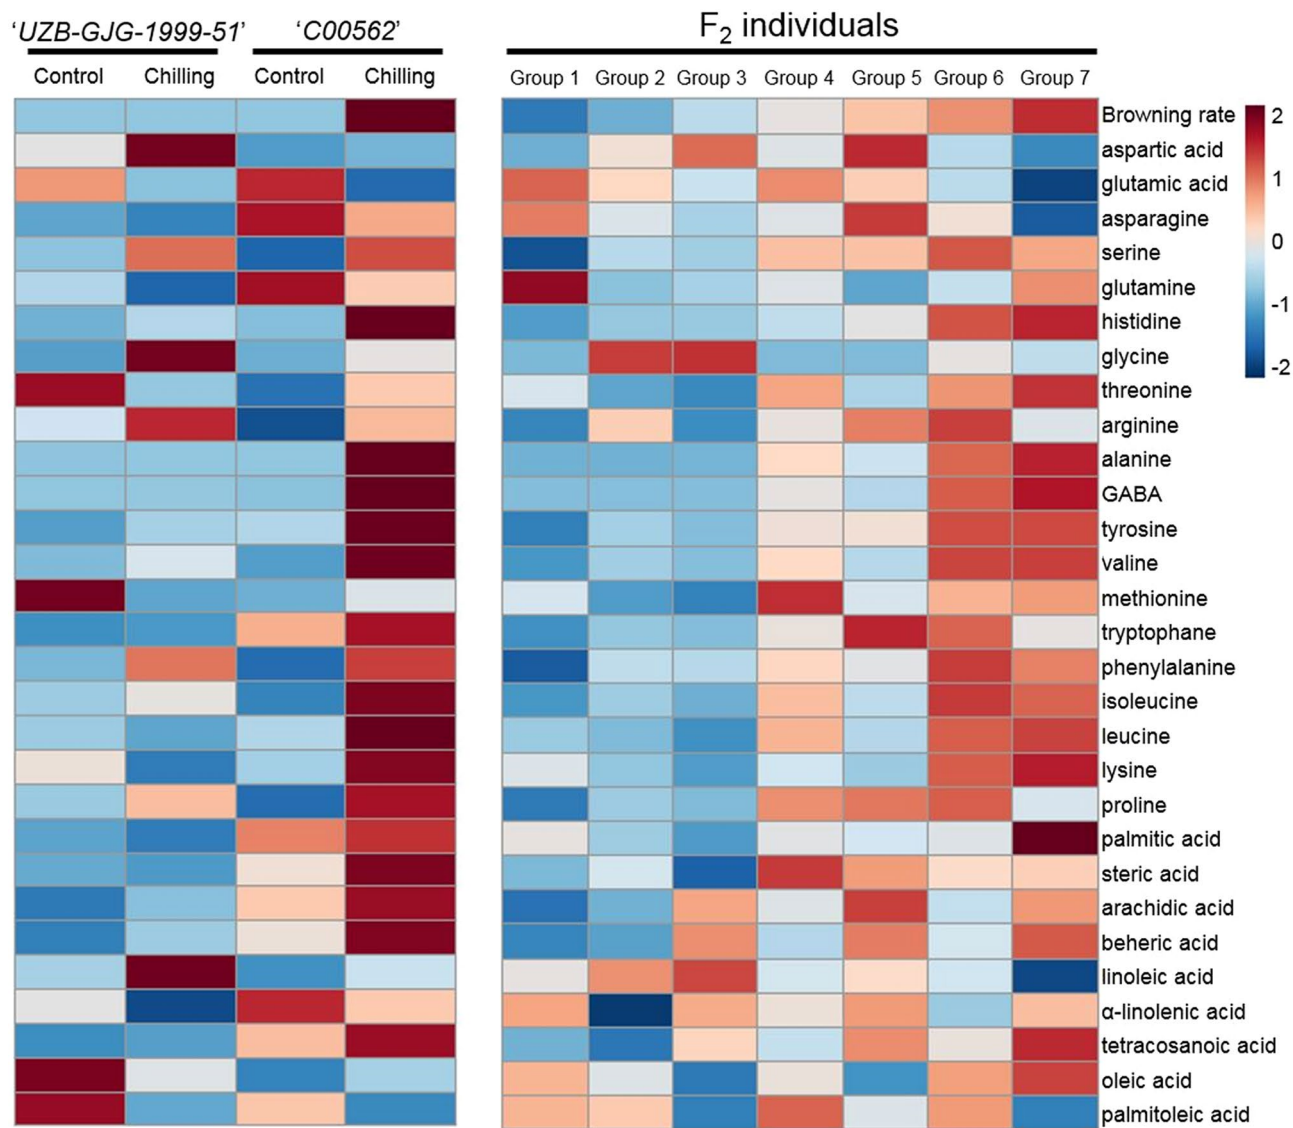 ‘UZB-GJG-1999-51’ ‘C00562’ F₂ individuals
Control Chilling Control Chilling Group 1 Group 2 Group 3 Group 4 Group 5 Group 6 Group 7
Browning rate
aspartic acid
glutamic acid
asparagine
serine
glutamine
histidine
glycine
threonine
arginine
alanine
GABA
tyrosine
valine
methionine
tryptophane
phenylalanine
isoleucine
leucine
lysine
proline
palmitic acid
steric acid
arachidic acid
beheric acid
linoleic acid
α-linolenic acid
tetracosanoic acid
oleic acid
palmitoleic acid
2
1
0
-1
-2